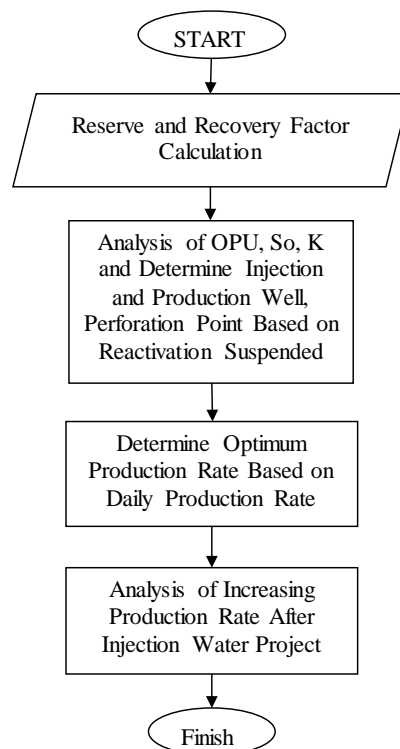 START
Reserve and Recovery Factor
Calculation
Analysis of OPU, So, K
and Determine Injection
and Production Well,
Perforation Point Based on
Reactivation Suspended
Determine Optimum
Production Rate Based on
Daily Production Rate
Analysis of Increasing
Production Rate After
Injection Water Project
Finish